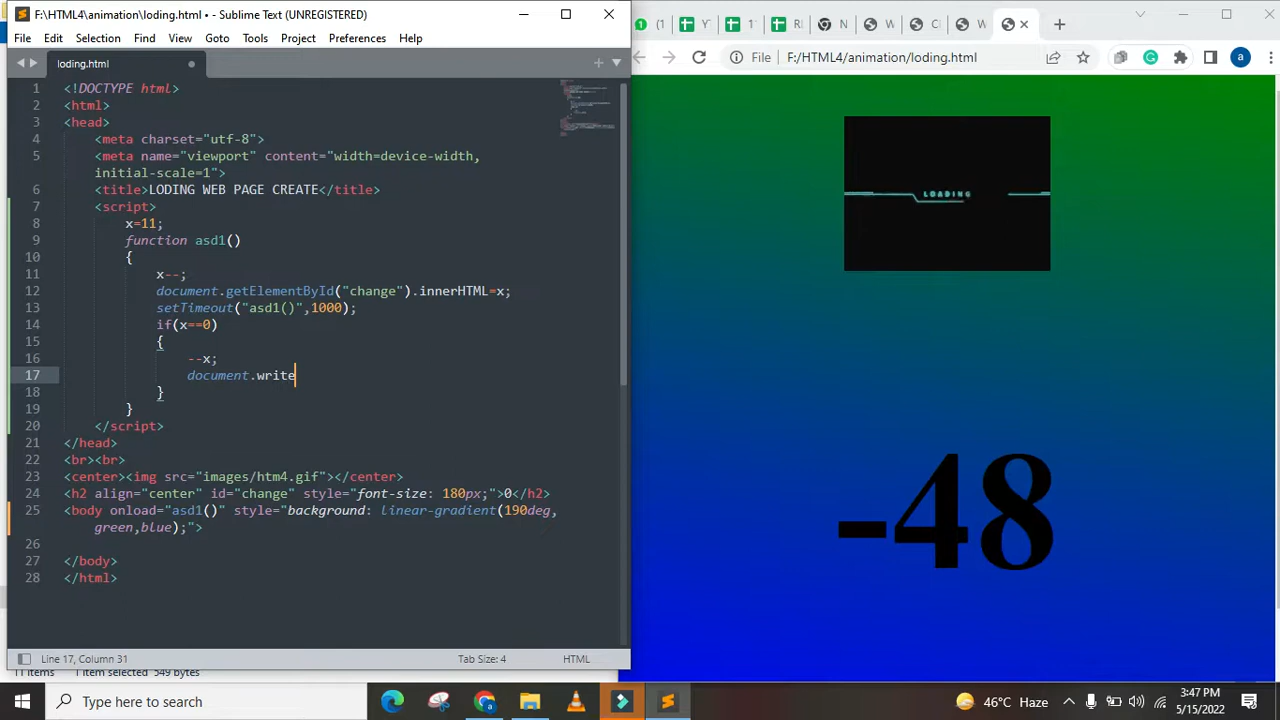 F:\HTML4\animation\loding.html • - Sublime Text (UNREGISTERED)
File Edit Selection Find View Goto Tools Project Preferences Help
loding.html
1 <!DOCTYPE html>
2 <html>
3 <head>
4 <meta charset="utf-8">
5 <meta name="viewport" content="width=device-width,
initial-scale=1">
6 <title>LODING WEB PAGE CREATE</title>
7 <script>
8 x=11;
9 function asd1()
10 {
11 x--;
12 document.getElementById("change").innerHTML=x;
13 setTimeout("asd1()",1000);
14 if(x==0)
15 {
16 --x;
17 document.write
18 }
19 }
20 </script>
21 </head>
22 <br><br>
23 <center><img src="images/htm4.gif"></center>
24 <h2 align="center" id="change" style="font-size: 180px;">0</h2>
25 <body onload="asd1()" style="background: linear-gradient(190deg,
green,blue);">
26
27 </body>
28 </html>
Line 17, Column 31 Tab Size: 4 HTML
1 item selected 549 bytes
File F:/HTML4/animation/loding.html a
LOADING
-48
Type here to search
46°C Haze
3:47 PM
5/15/2022